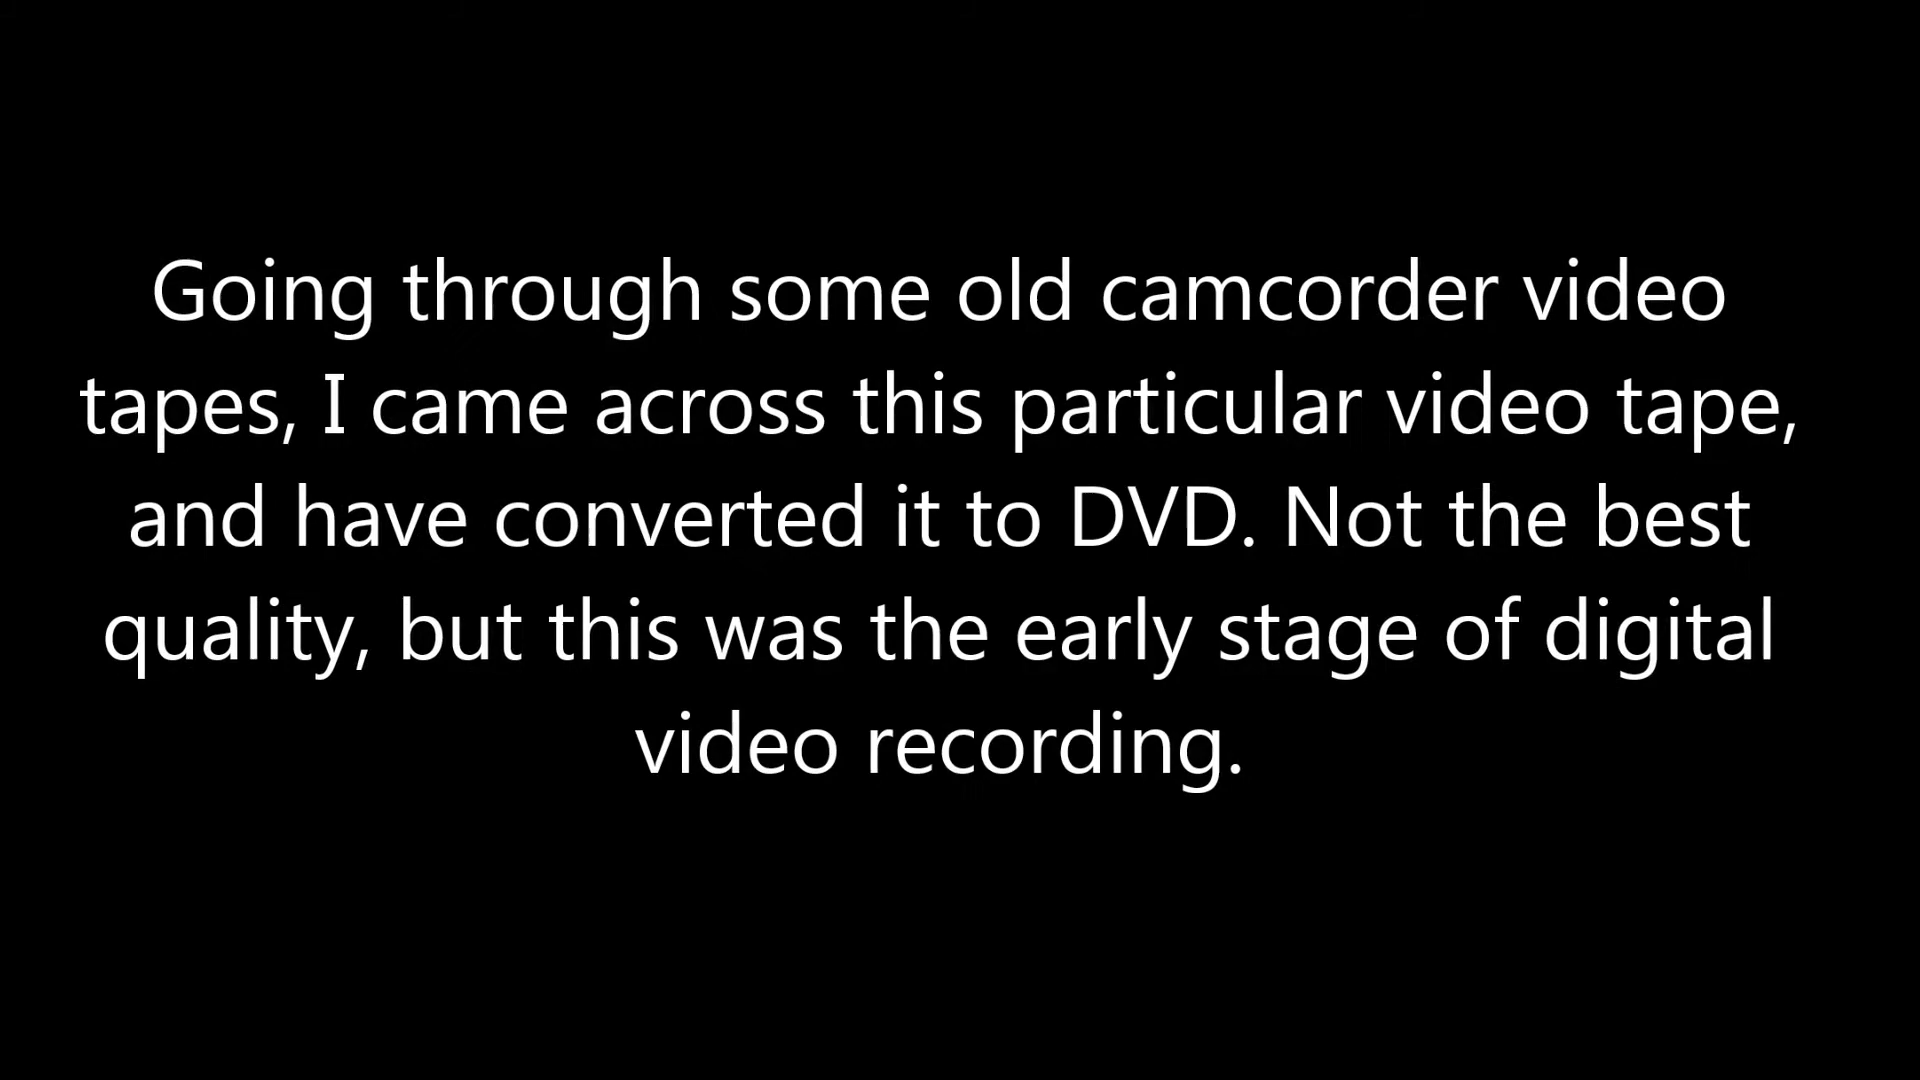 Going through some old camcorder video
tapes, I came across this particular video tape,
and have converted it to DVD. Not the best
quality, but this was the early stage of digital
video recording.